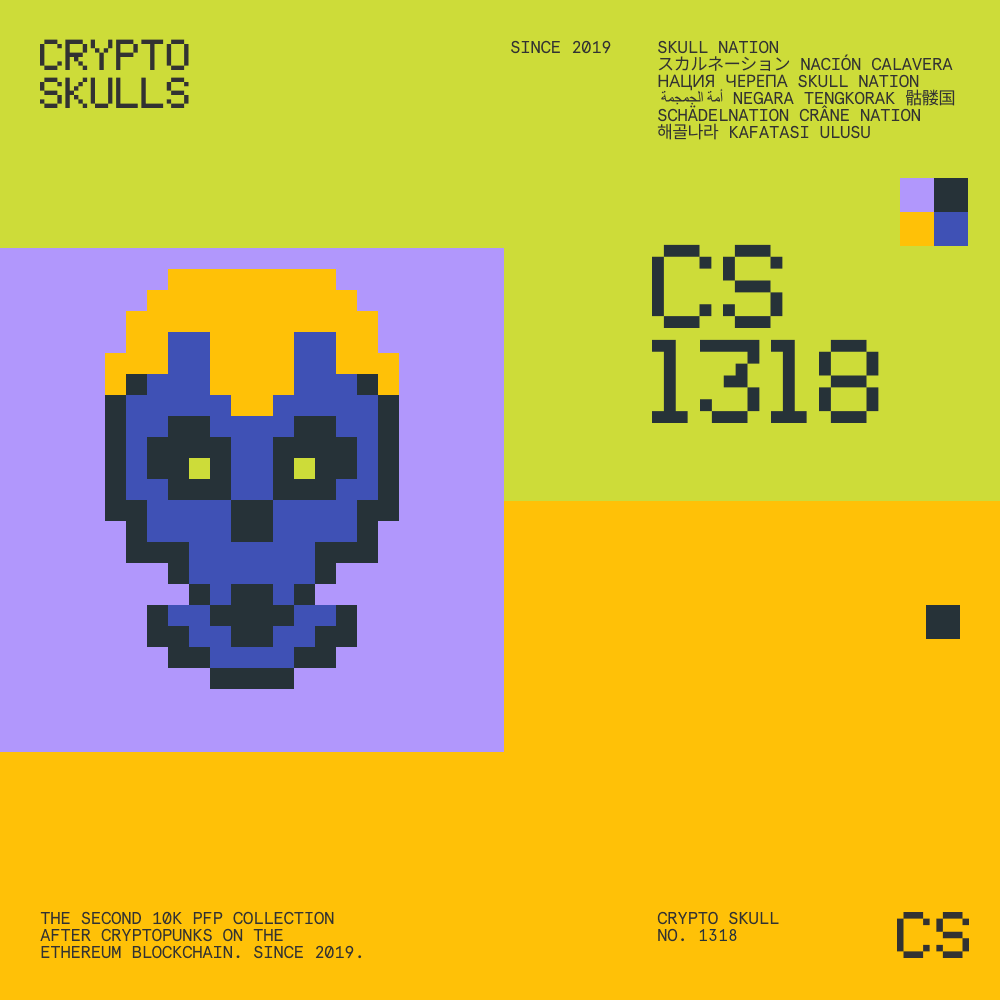 CRYPTO
SKULLS
SINCE 2019
SKULL NATION
スカルネーション NACIÓN CALAVERA
НАЦИЯ ЧЕРЕПА SKULL NATION
أمة الجمجمة NEGARA TENGKORAK 骷髅国
SCHÄDELNATION CRÂNE NATION
해골나라 KAFATASI ULUSU
CS
1318
THE SECOND 10K PFP COLLECTION
AFTER CRYPTOPUNKS ON THE
ETHEREUM BLOCKCHAIN. SINCE 2019.
CRYPTO SKULL
NO. 1318
CS